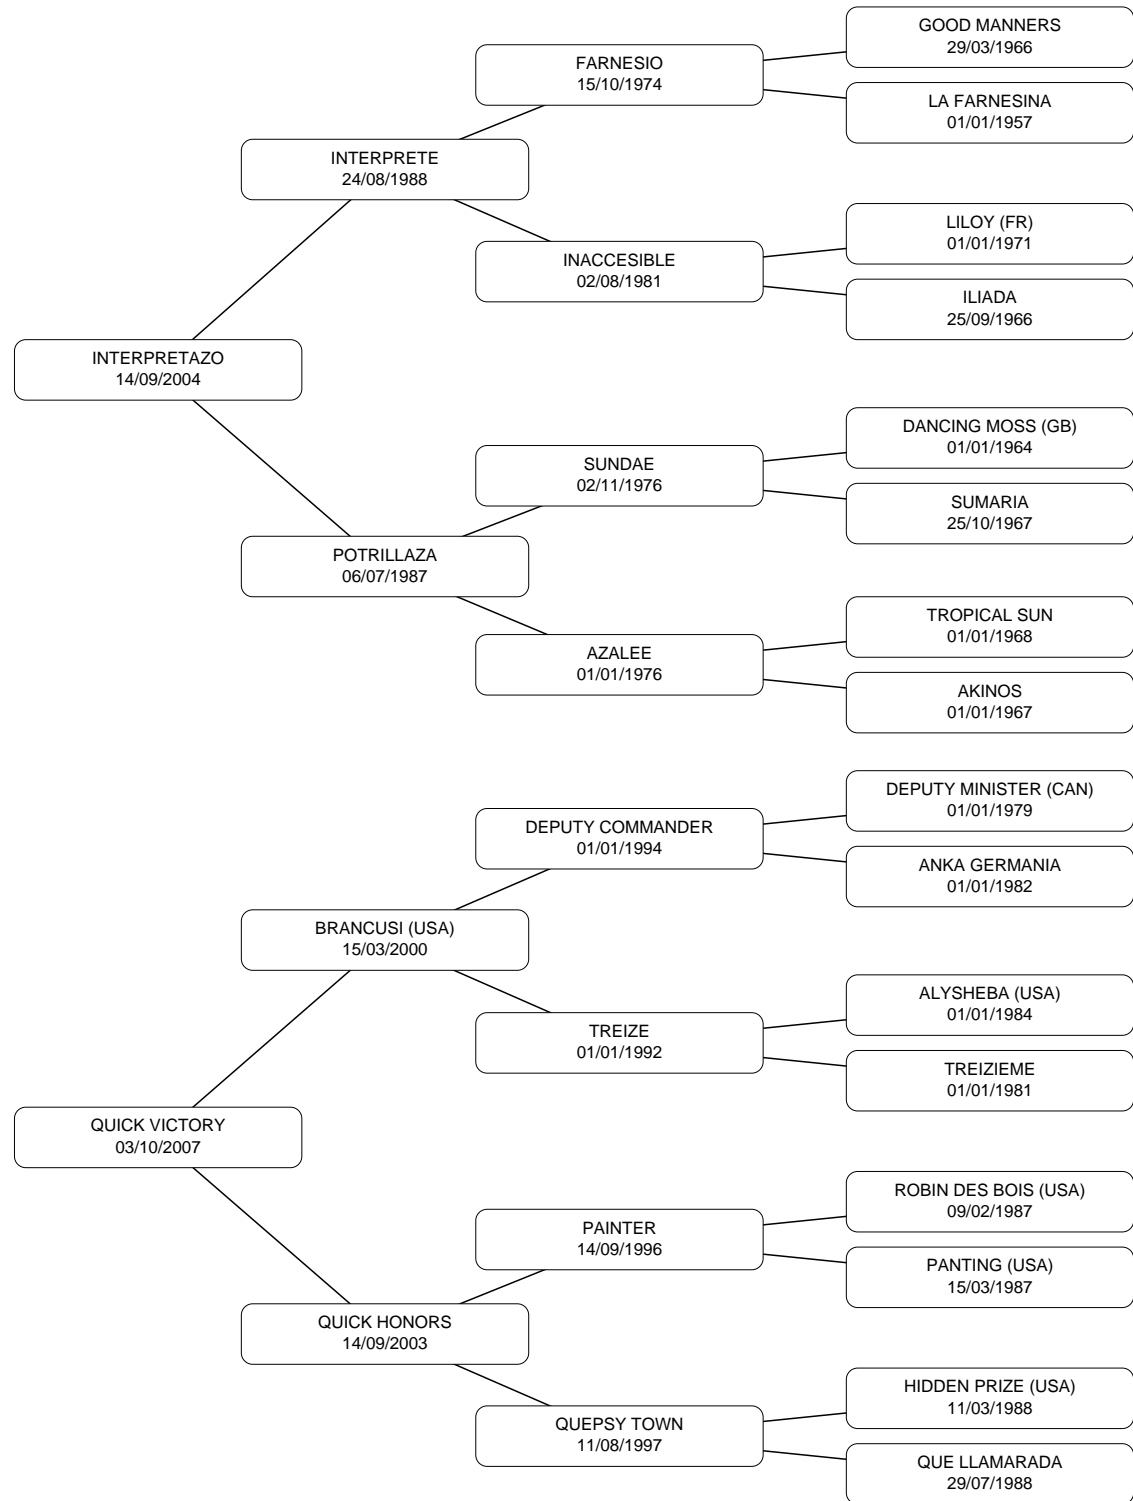 GOOD MANNERS
29/03/1966
FARNESIO
15/10/1974
LA FARNESINA
01/01/1957
INTERPRETE
24/08/1988
LILOY (FR)
01/01/1971
INACCESIBLE
02/08/1981
ILIADA
25/09/1966
INTERPRETAZO
14/09/2004
DANCING MOSS (GB)
01/01/1964
SUNDAE
02/11/1976
SUMARIA
25/10/1967
POTRILLAZA
06/07/1987
TROPICAL SUN
01/01/1968
AZALEE
01/01/1976
AKINOS
01/01/1967
DEPUTY MINISTER (CAN)
01/01/1979
DEPUTY COMMANDER
01/01/1994
ANKA GERMANIA
01/01/1982
BRANCUSI (USA)
15/03/2000
ALYSHEBA (USA)
01/01/1984
TREIZE
01/01/1992
TREIZIEME
01/01/1981
QUICK VICTORY
03/10/2007
ROBIN DES BOIS (USA)
09/02/1987
PAINTER
14/09/1996
PANTING (USA)
15/03/1987
QUICK HONORS
14/09/2003
HIDDEN PRIZE (USA)
11/03/1988
QUEPSY TOWN
11/08/1997
QUE LLAMARADA
29/07/1988